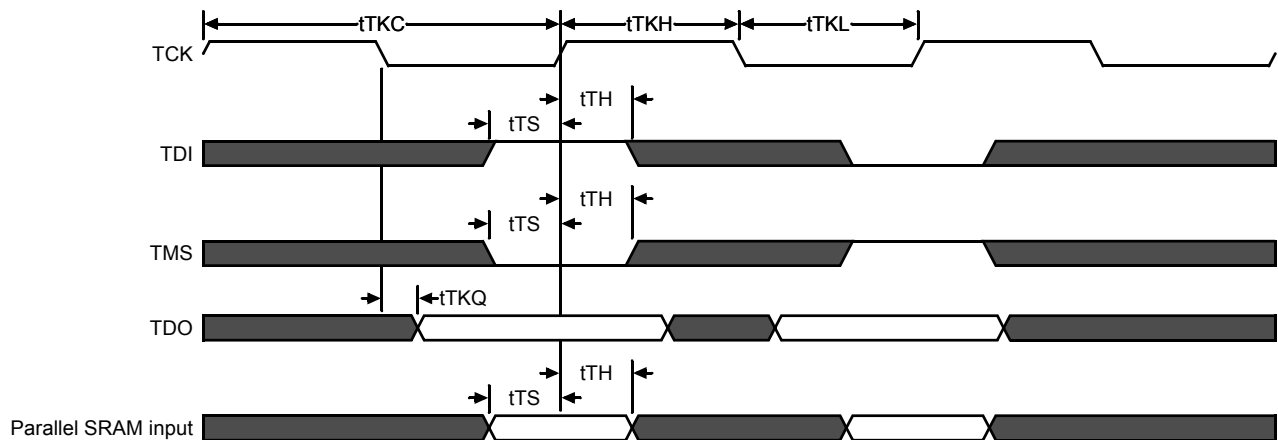 tTKC
tTKH
tTKL
TCK
tTH
tTS
TDI
tTH
tTS
TMS
tTKQ
TDO
tTH
tTS
Parallel SRAM input